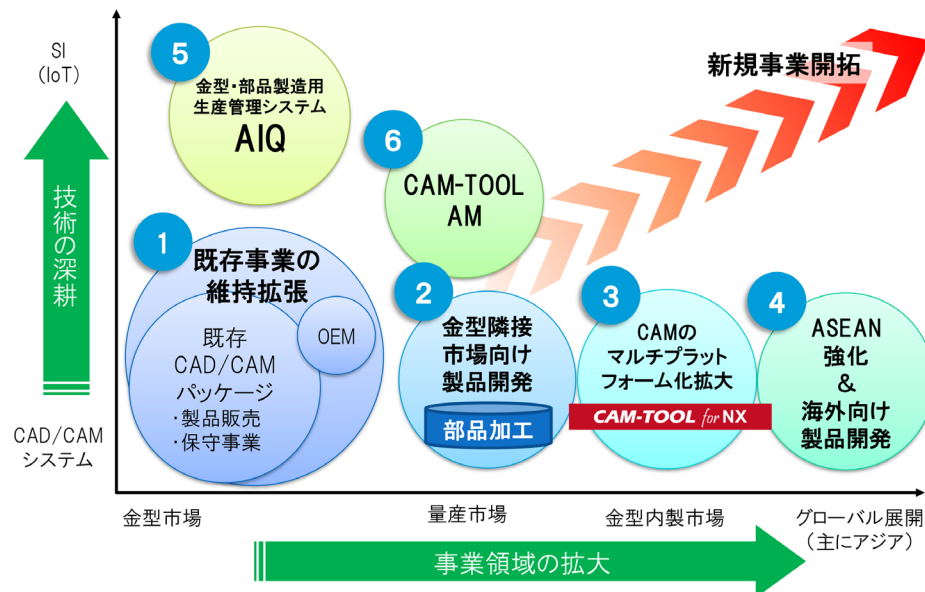 SI
(IoT)
技術の深耕
CAD/CAM
システム
5
金型・部品製造用
生産管理システム
AIQ
6
CAM-TOOL
AM
新規事業開拓
1
既存事業の
維持拡張
既存
CAD/CAM
パッケージ
・製品販売
・保守事業
OEM
2
金型隣接
市場向け
製品開発
部品加工
3
CAMの
マルチプラット
フォーム化拡大
CAM-TOOL for NX
4
ASEAN
強化
&
海外向け
製品開発
金型市場
量産市場
金型内製市場
グローバル展開
(主にアジア)
事業領域の拡大